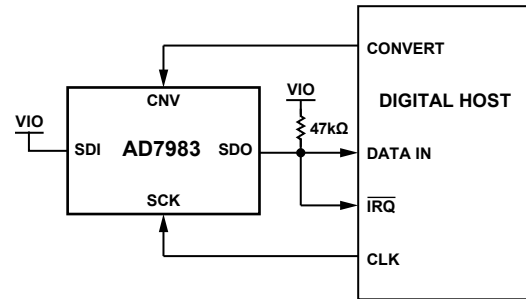 CONVERT
VIO
CNV
VIO
DIGITAL HOST
47kΩ
SDI
AD7983
SDO
DATA IN
SCK
IRQ
CLK